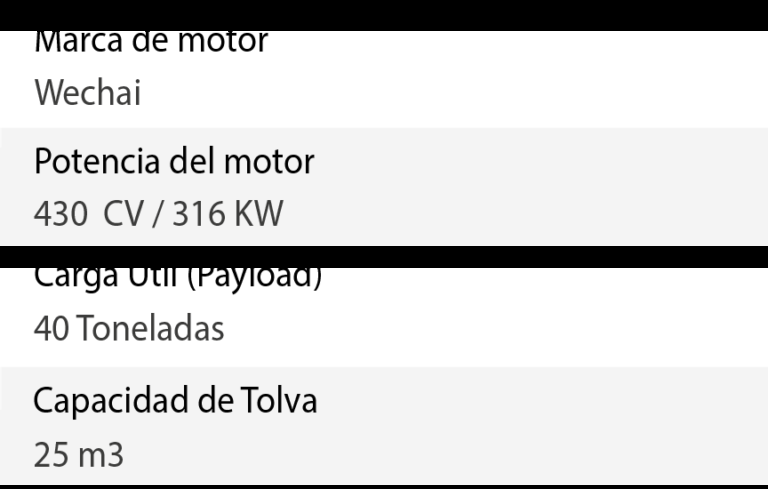 Marca de motor
Wechai
Potencia del motor
430 CV / 316 KW
Carga Útil (Payload)
40 Toneladas
Capacidad de Tolva
25 m3